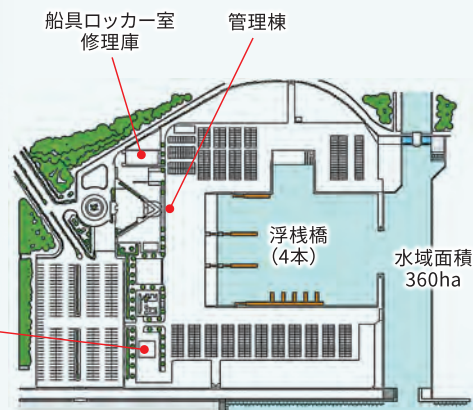 船具ロッカー室
修理庫
管理棟
浮桟橋
（4本）
水域面積
360ha